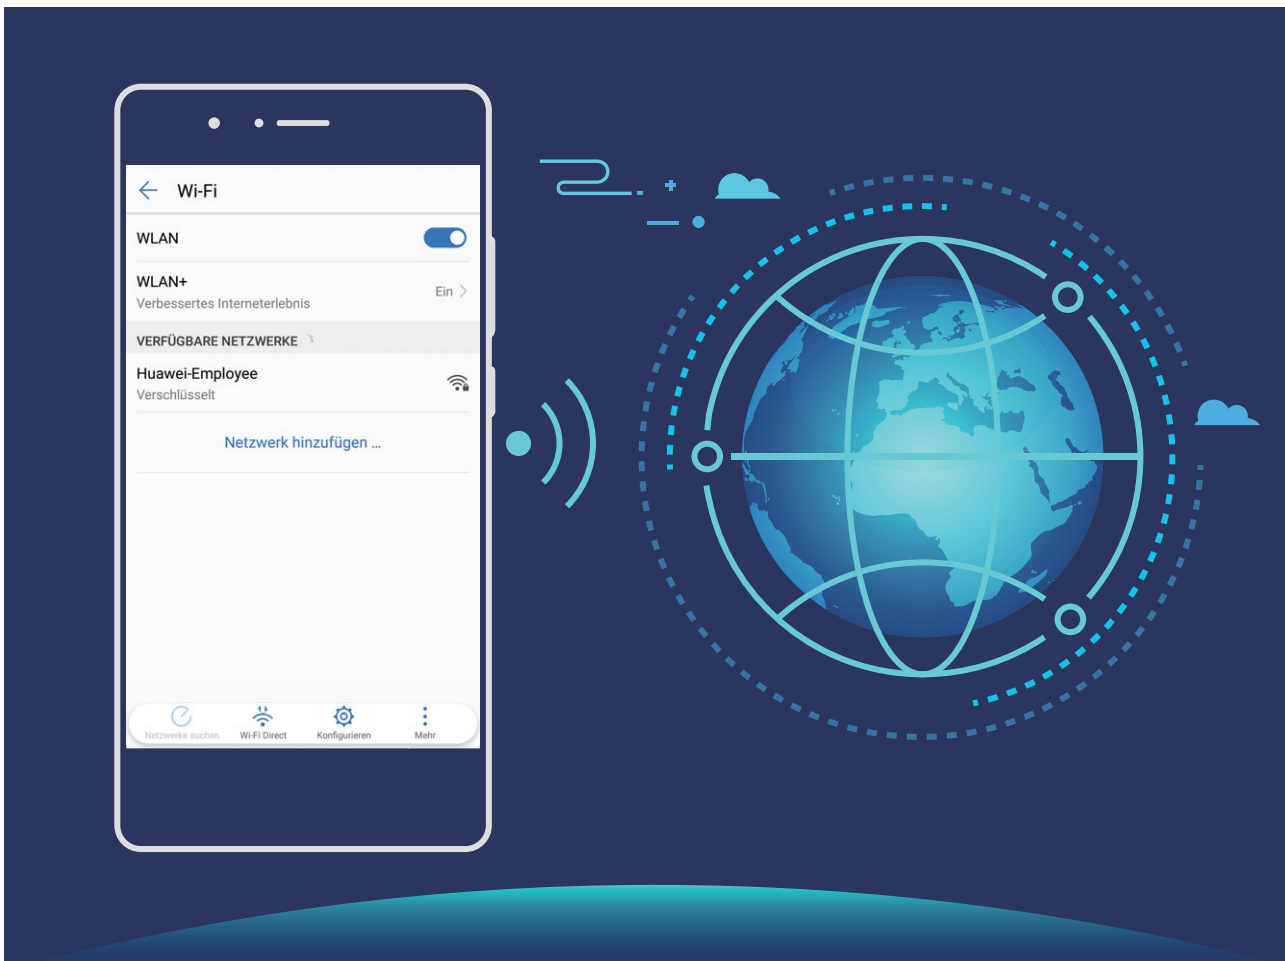 Wi-Fi
WLAN
WLAN+
Verbessertes Interneterlebnis
Ein
VERFÜGBARE NETZWERKE
Huawei-Employee
Verschlüsselt
Netzwerk hinzufügen ...
Netzwerke suchen
Wi-Fi Direct
Konfigurieren
Mehr